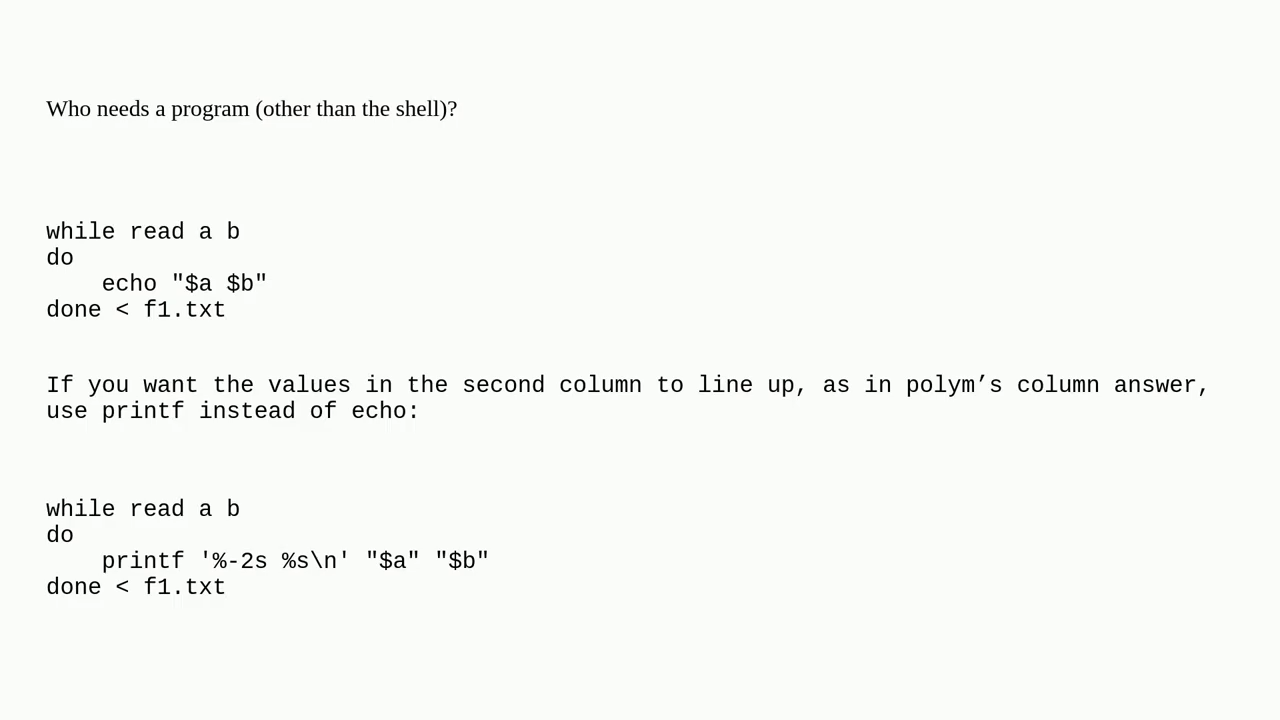 Who needs a program (other than the shell)?
while read a b
do
    echo "$a $b"
done < f1.txt
If you want the values in the second column to line up, as in polym’s column answer,
use printf instead of echo:
while read a b
do
    printf '%-2s %s\n' "$a" "$b"
done < f1.txt